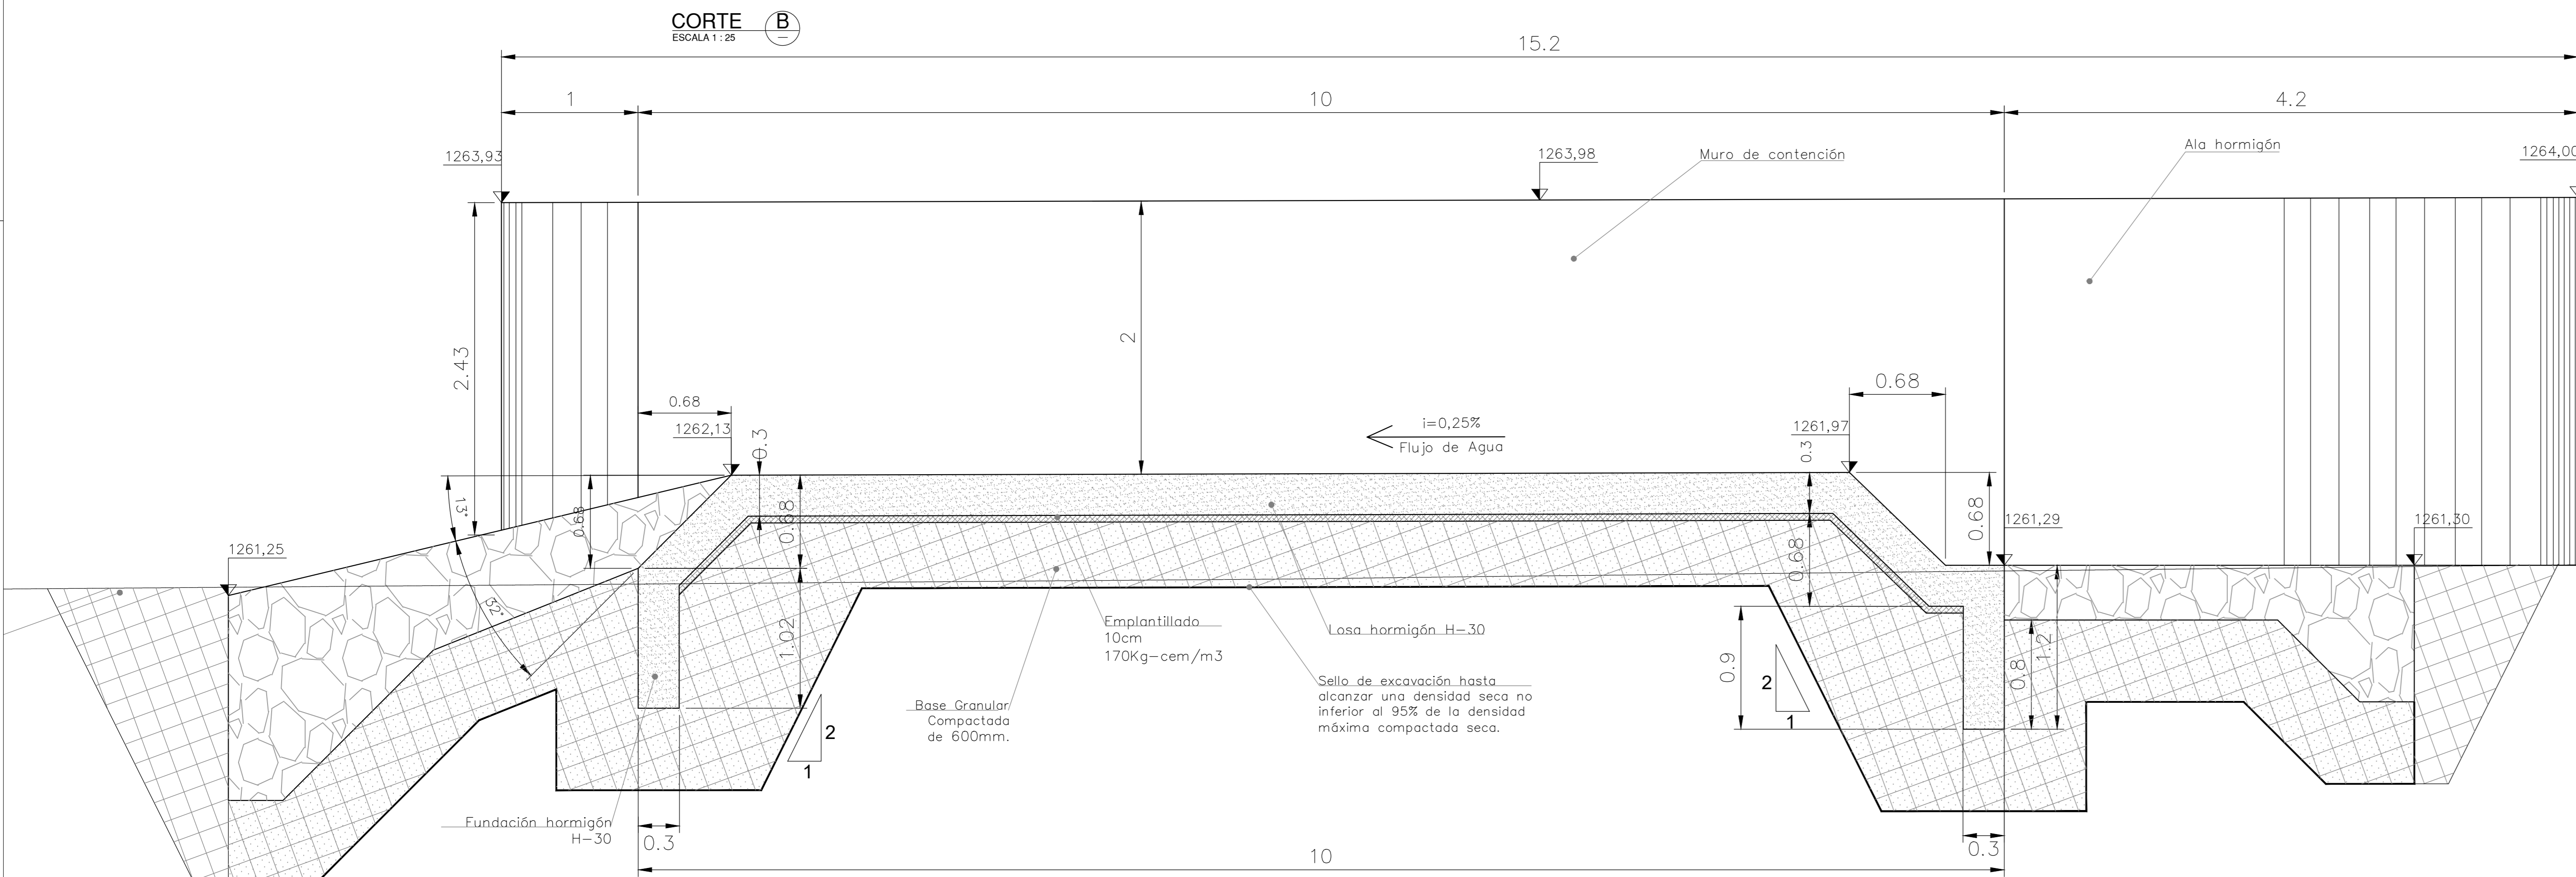 CORTE B
ESCALA 1 : 25
—
15.2
1
10
4.2
1263,93
1263,98
Muro de contención
Ala hormigón
1264,00
2.43
2
0.68
1262,13
0.3
i=0,25%
Flujo de Agua
1261,97
0.3
0.68
13°
0.68
0.68
0.68
0.68
1261,29
1261,30
1261,25
32°
1.02
Emplantillado
10cm
170Kg-cem/m3
Losa hormigón H-30
0.9
0.8
1.2
Base Granular
Compactada
de 600mm.
Sello de excavación hasta
alcanzar una densidad seca no
inferior al 95% de la densidad
máxima compactada seca.
2
1
2
1
Fundación hormigón
H-30
0.3
0.3
10